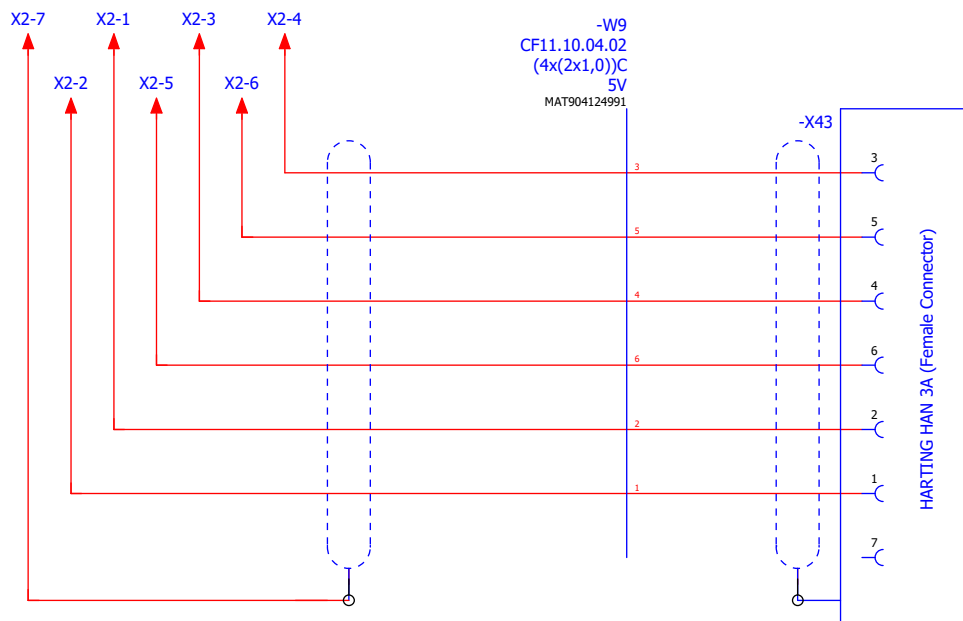 X2-7
X2-1
X2-3
X2-4
X2-2
X2-5
X2-6
-W9
CF11.10.04.02
(4x(2x1,0))C
5V
MAT904124991
-X43
3
3
5
5
4
4
6
6
2
2
1
1
7
HARTING HAN 3A (Female Connector)